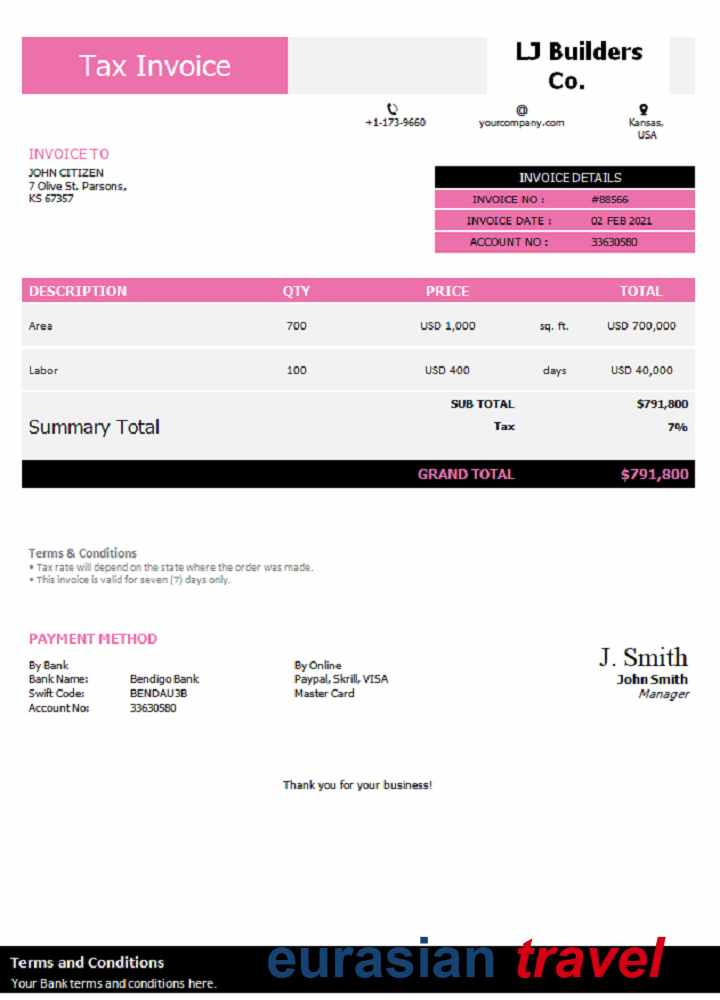 Tax Invoice
LJ Builders
Co.
+1-173-9660
@
yourcompany.com
Kansas,
USA
INVOICE TO
JOHN CITIZEN
7 Olive St. Parsons,
KS 67357
INVOICE DETAILS
INVOICE NO : #88566
INVOICE DATE : 02 FEB 2021
ACCOUNT NO : 33630580
DESCRIPTION QTY PRICE TOTAL
Area 700 USD 1,000 sq. ft. USD 700,000
Labor 100 USD 400 days USD 40,000
SUB TOTAL $791,800
Summary Total
Tax 7%
GRAND TOTAL $791,800
Terms & Conditions
• Tax rate will depend on the state where the order was made.
• This invoice is valid for seven (7) days only.
PAYMENT METHOD
By Bank
Bank Name: Bendigo Bank
Swift Code: BENDAU3B
Account No: 33630580
By Online
Paypal, Skrill, VISA
Master Card
J. Smith
John Smith
Manager
Thank you for your business!
Terms and Conditions
Your Bank terms and conditions here.
eurasian travel